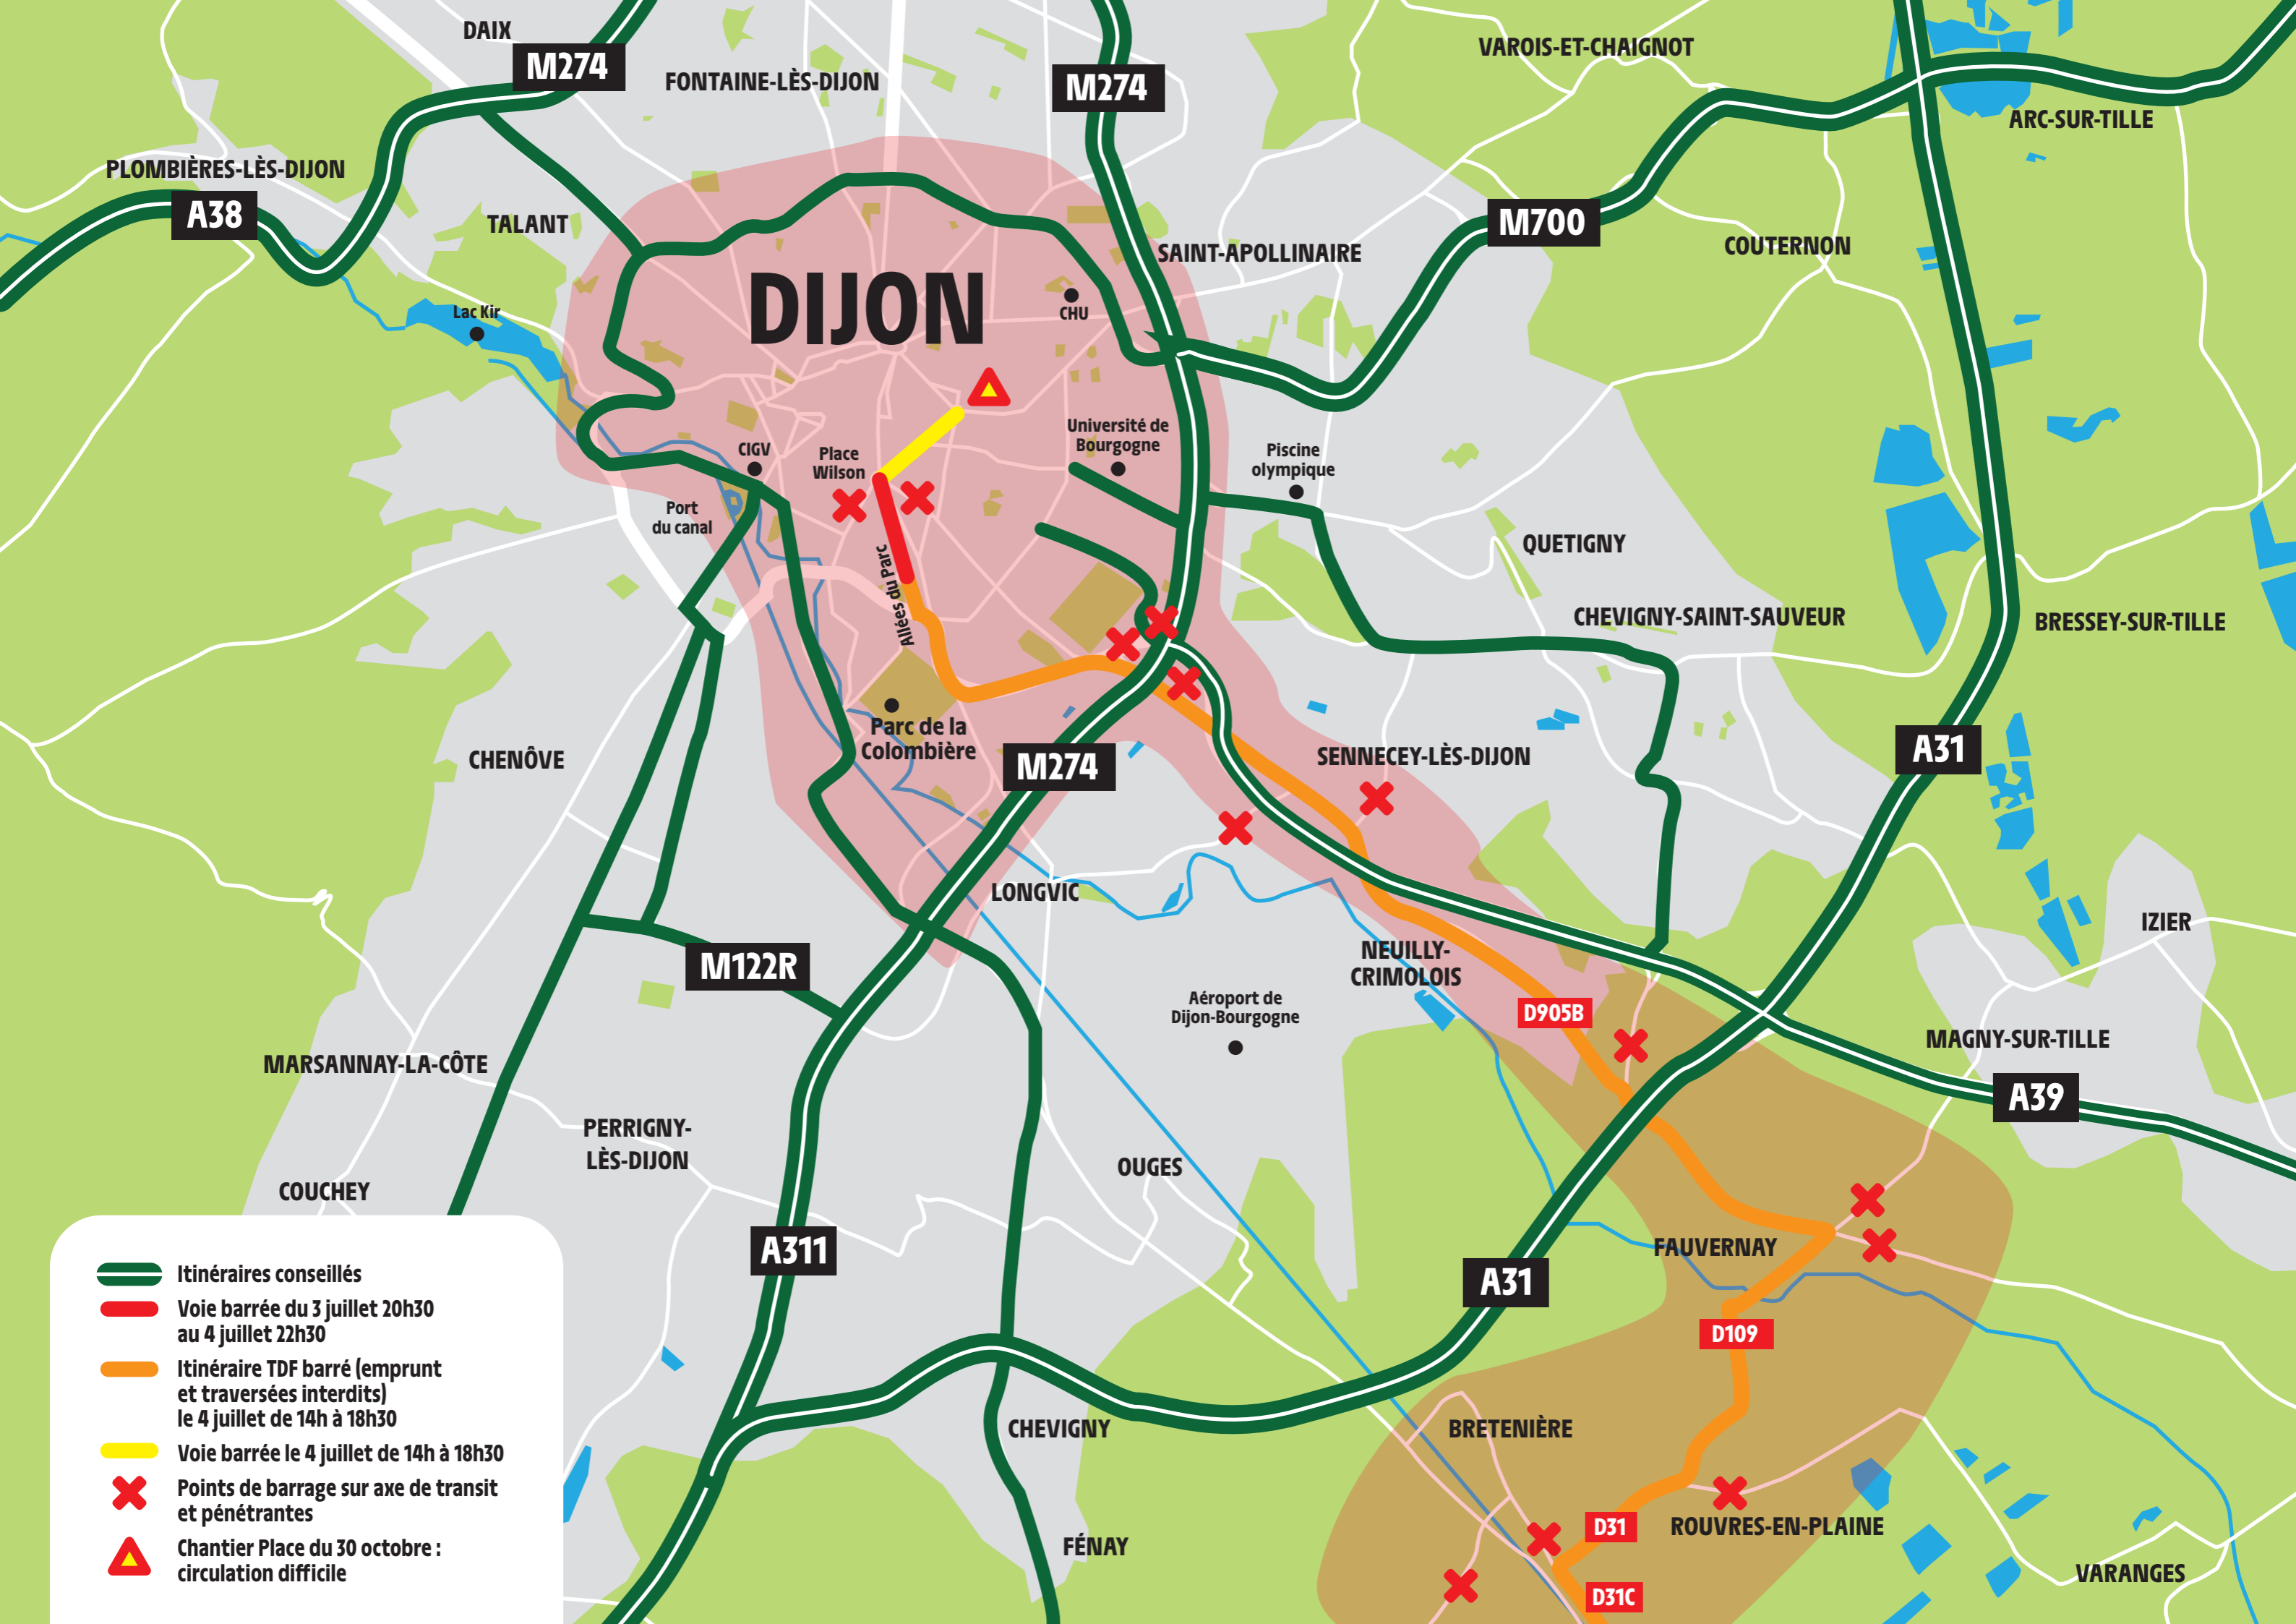 DAIX
M274
FONTAINE-LÈS-DIJON
M274
VAROIS-ET-CHAIGNOT
ARC-SUR-TILLE
PLOMBIÈRES-LÈS-DIJON
A38
TALANT
M700
COUTERNON
SAINT-APOLLINAIRE
DIJON
CHU
Lac Kir
Université de
Bourgogne
CIGV
Place
Wilson
Piscine
olympique
Port
du canal
QUETIGNY
Allées du Parc
CHEVIGNY-SAINT-SAUVEUR
BRESSEY-SUR-TILLE
Parc de la
Colombière
CHENÔVE
M274
SENNECEY-LÈS-DIJON
A31
LONGVIC
IZIER
M122R
NEUILLY-
CRIMOLOIS
Aéroport de
Dijon-Bourgogne
D905B
MAGNY-SUR-TILLE
MARSANNAY-LA-CÔTE
A39
PERRIGNY-
LÈS-DIJON
OUGES
COUCHEY
A311
FAUVERNAY
A31
D109
CHEVIGNY
BRETENIÈRE
D31
ROUVRES-EN-PLAINE
FÉNAY
VARANGES
D31C
Itinéraires conseillés
Voie barrée du 3 juillet 20h30
au 4 juillet 22h30
Itinéraire TDF barré (emprunt
et traversées interdits)
le 4 juillet de 14h à 18h30
Voie barrée le 4 juillet de 14h à 18h30
Points de barrage sur axe de transit
et pénétrantes
Chantier Place du 30 octobre :
circulation difficile